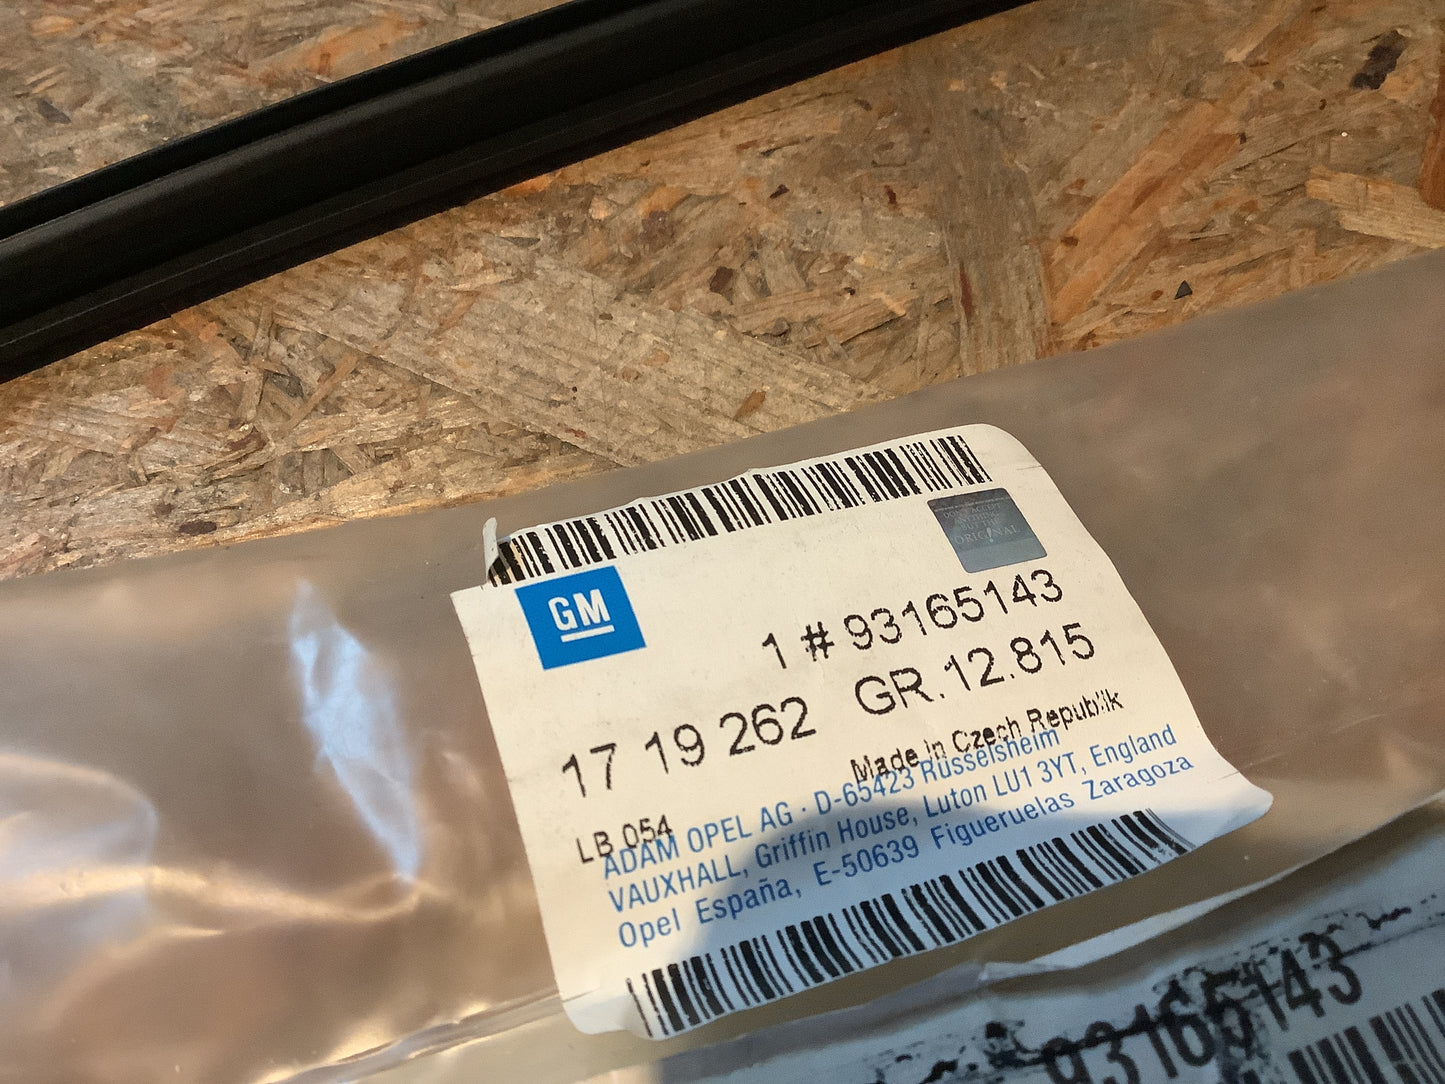 ORIGINAL
GM
1 # 93165143
17 19 262 GR. 12.815
Made in Czech Republik
LB 054
ADAM OPEL AG · D-65423 Rüsselsheim
VAUXHALL, Griffin House, Luton LU1 3YT, England
Opel España, E-50639 Figueruelas Zaragoza
93165143